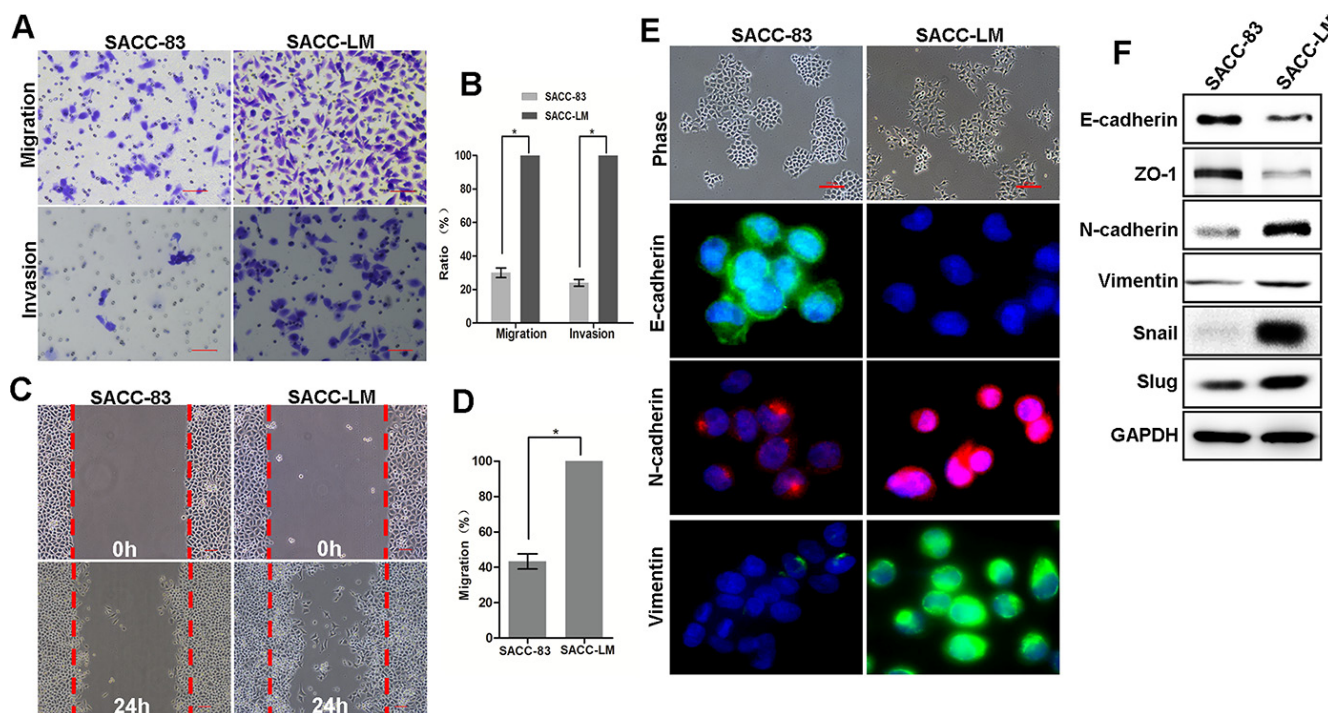 A
SACC-83 SACC-LM
Migration
Invasion
B
SACC-83
SACC-LM
* *
Ratio (%)
100
80
60
40
20
0
Migration Invasion
C
SACC-83 SACC-LM
0h 0h
24h 24h
D
*
Migration (%)
100
80
60
40
20
0
SACC-83 SACC-LM
E
SACC-83 SACC-LM
Phase
E-cadherin
N-cadherin
Vimentin
F
SACC-83 SACC-LM
E-cadherin
ZO-1
N-cadherin
Vimentin
Snail
Slug
GAPDH